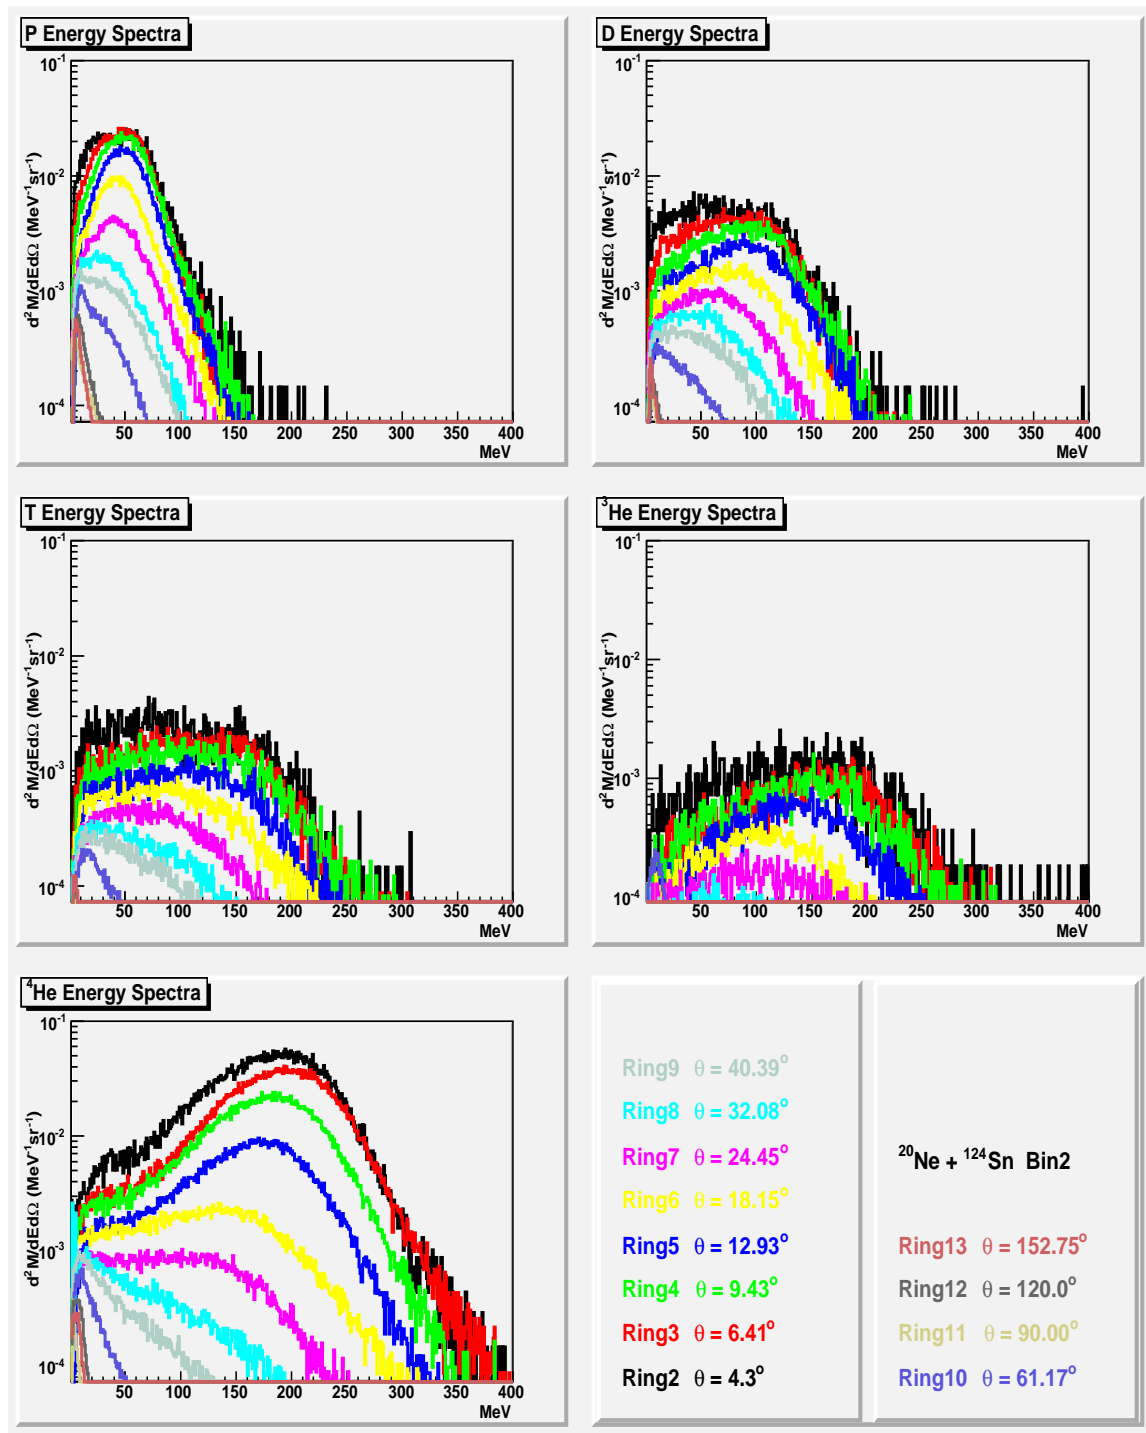 P Energy Spectra
d²M/dEdΩ (MeV⁻¹sr⁻¹)
10⁻¹
10⁻²
10⁻³
10⁻⁴
50 100 150 200 250 300 350 400
MeV
D Energy Spectra
d²M/dEdΩ (MeV⁻¹sr⁻¹)
10⁻¹
10⁻²
10⁻³
10⁻⁴
50 100 150 200 250 300 350 400
MeV
T Energy Spectra
d²M/dEdΩ (MeV⁻¹sr⁻¹)
10⁻¹
10⁻²
10⁻³
10⁻⁴
50 100 150 200 250 300 350 400
MeV
³He Energy Spectra
d²M/dEdΩ (MeV⁻¹sr⁻¹)
10⁻¹
10⁻²
10⁻³
10⁻⁴
50 100 150 200 250 300 350 400
MeV
⁴He Energy Spectra
d²M/dEdΩ (MeV⁻¹sr⁻¹)
10⁻¹
10⁻²
10⁻³
10⁻⁴
50 100 150 200 250 300 350 400
MeV
Ring9 θ = 40.39°
Ring8 θ = 32.08°
Ring7 θ = 24.45°
Ring6 θ = 18.15°
Ring5 θ = 12.93°
Ring4 θ = 9.43°
Ring3 θ = 6.41°
Ring2 θ = 4.3°
²⁰Ne + ¹²⁴Sn Bin2
Ring13 θ = 152.75°
Ring12 θ = 120.0°
Ring11 θ = 90.00°
Ring10 θ = 61.17°